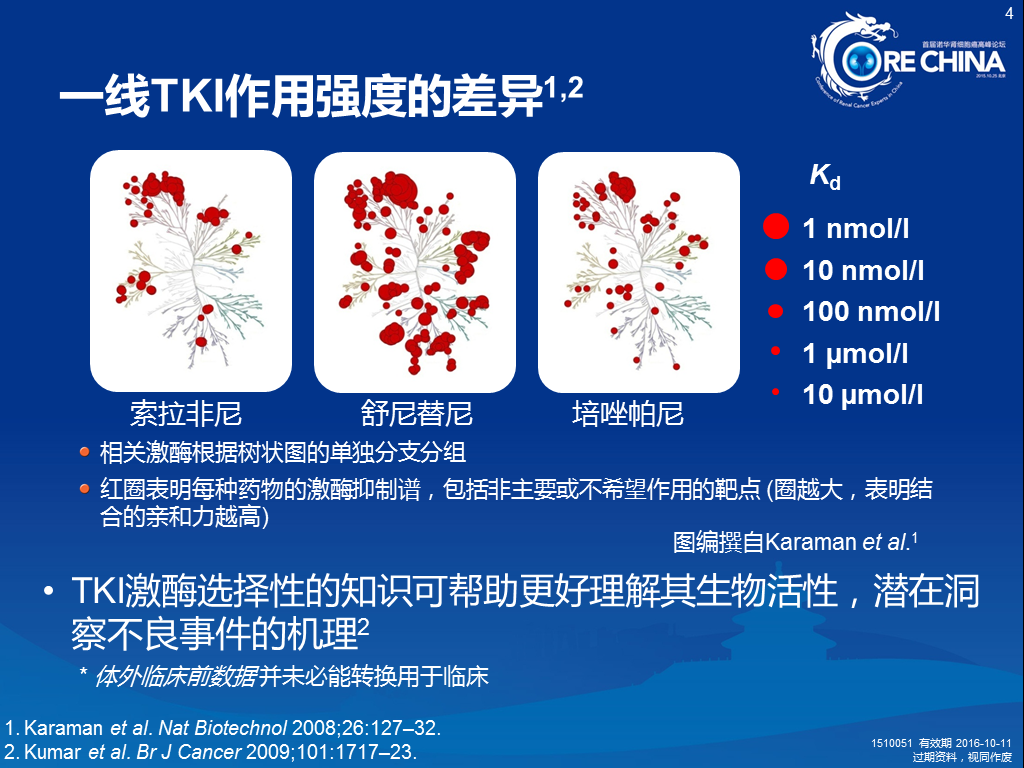 4
首届诺华肾细胞癌高峰论坛
CORE CHINA
2015.10.25 北京
Conference of Renal Cancer Experts in China
一线TKI作用强度的差异1,2
Kd
1 nmol/l
10 nmol/l
100 nmol/l
1 µmol/l
10 µmol/l
索拉非尼
舒尼替尼
培唑帕尼
相关激酶根据树状图的单独分支分组
红圈表明每种药物的激酶抑制谱，包括非主要或不希望作用的靶点 (圈越大，表明结
合的亲和力越高)
图编撰自Karaman et al.1
• TKI激酶选择性的知识可帮助更好理解其生物活性，潜在洞
察不良事件的机理2
* 体外临床前数据并未必能转换用于临床
1. Karaman et al. Nat Biotechnol 2008;26:127–32.
2. Kumar et al. Br J Cancer 2009;101:1717–23.
1510051 有效期 2016-10-11
过期资料，视同作废